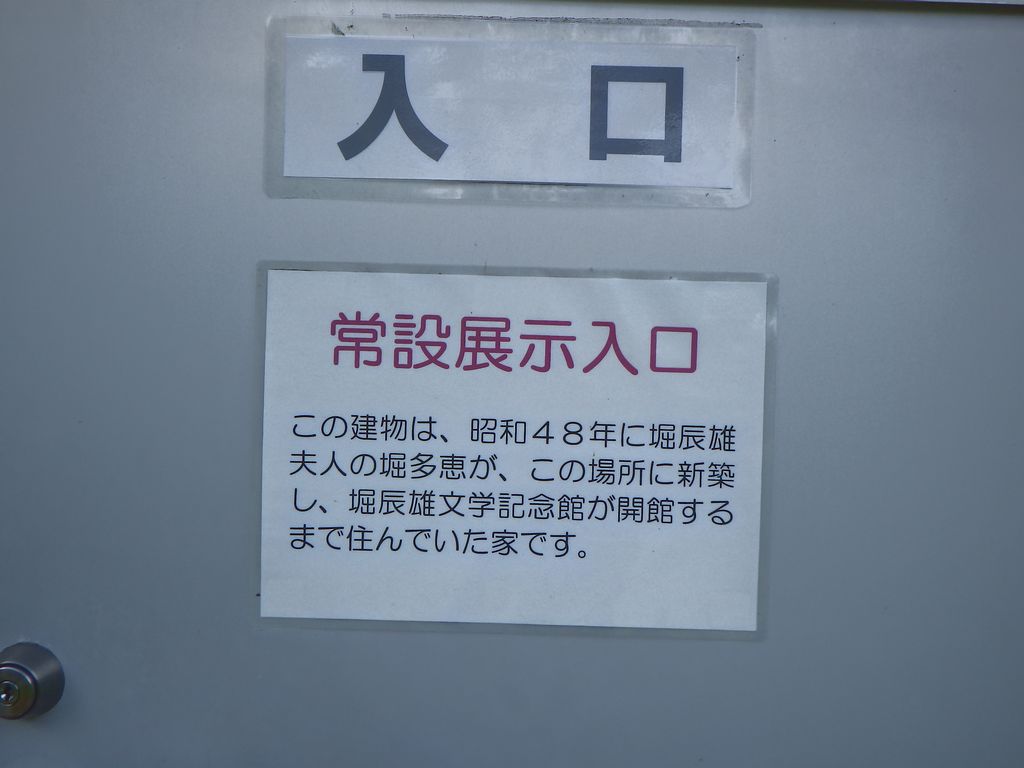 入口
常設展示入口
この建物は、昭和４８年に堀辰雄
夫人の堀多恵が、この場所に新築
し、堀辰雄文学記念館が開館する
まで住んでいた家です。